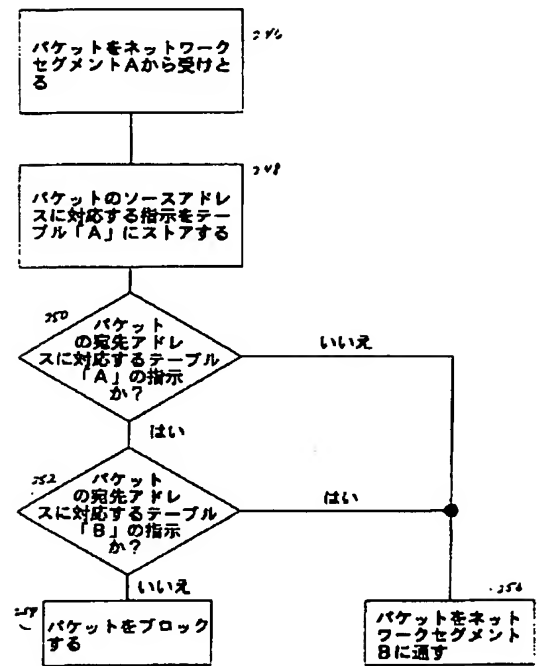 パケットをネットワーク
セグメントAから受けと
る
246
パケットのソースアドレ
スに対応する指示をテー
ブル「A」にストアする
248
250
パケット
の宛先アドレ
スに対応するテーブル
「A」の指示
か?
いいえ
はい
252
パケット
の宛先アドレ
スに対応するテーブル
「B」の指示
か?
はい
いいえ
パケットをブロック
する
パケットをネット
ワークセグメント
Bに通す